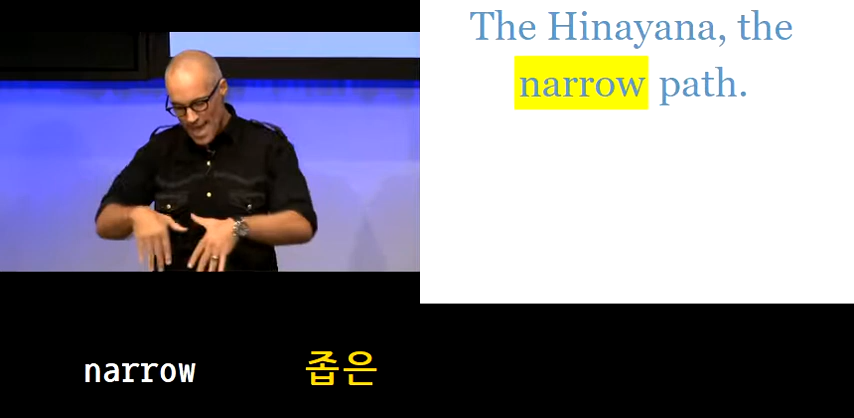 The Hinayana, the
narrow path.
narrow 좁은